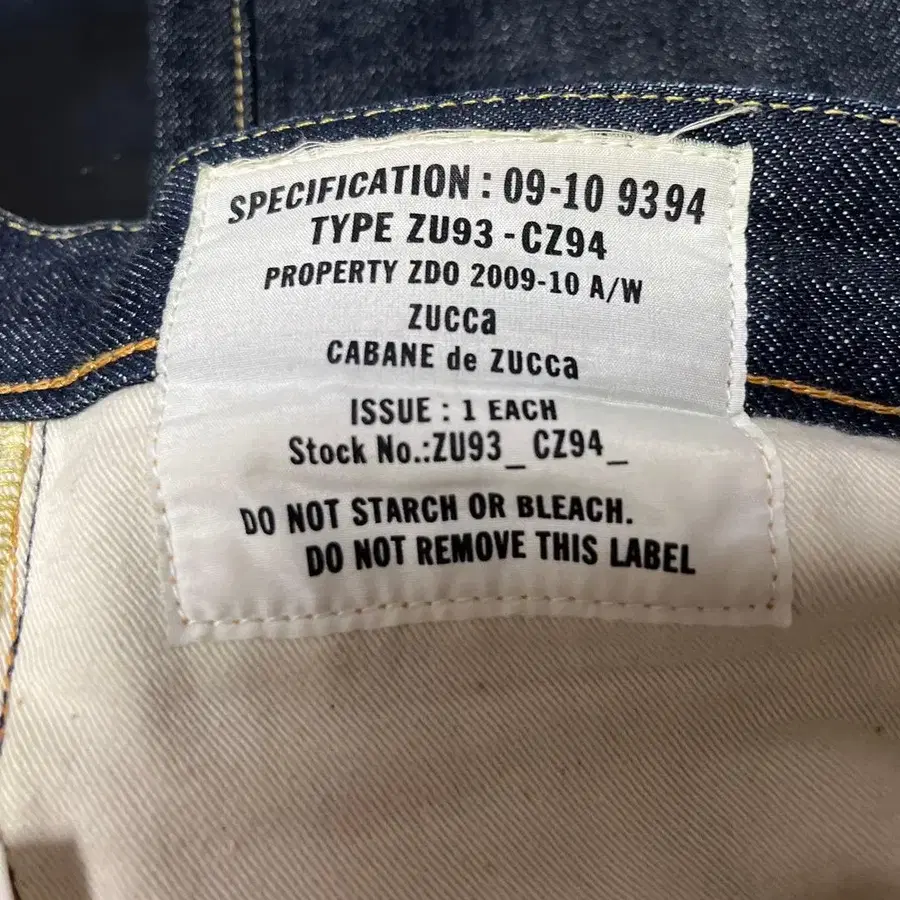 SPECIFICATION : 09-10 9394
TYPE ZU93 -CZ94
PROPERTY ZDO 2009-10 A/W
ZUCCa
CABANE de ZUCCa
ISSUE : 1 EACH
Stock No.:ZU93_ CZ94_
DO NOT STARCH OR BLEACH.
DO NOT REMOVE THIS LABEL